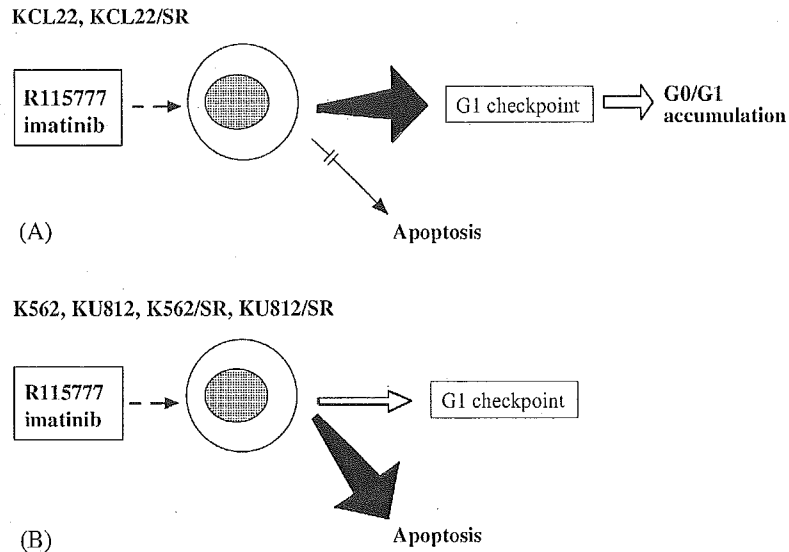 KCL22, KCL22/SR
R115777
imatinib
G1 checkpoint
G0/G1
accumulation
Apoptosis
(A)
K562, KU812, K562/SR, KU812/SR
R115777
imatinib
G1 checkpoint
Apoptosis
(B)